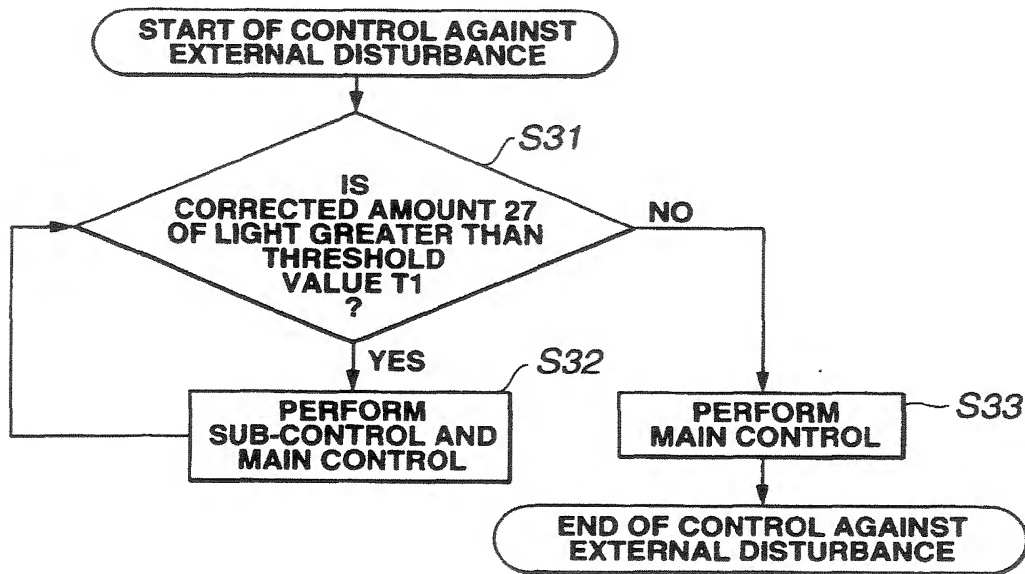 START OF CONTROL AGAINST
EXTERNAL DISTURBANCE
S31
IS
CORRECTED AMOUNT 27
OF LIGHT GREATER THAN
THRESHOLD
VALUE T1
?
NO
YES
S32
PERFORM
SUB-CONTROL AND
MAIN CONTROL
S33
PERFORM
MAIN CONTROL
END OF CONTROL AGAINST
EXTERNAL DISTURBANCE